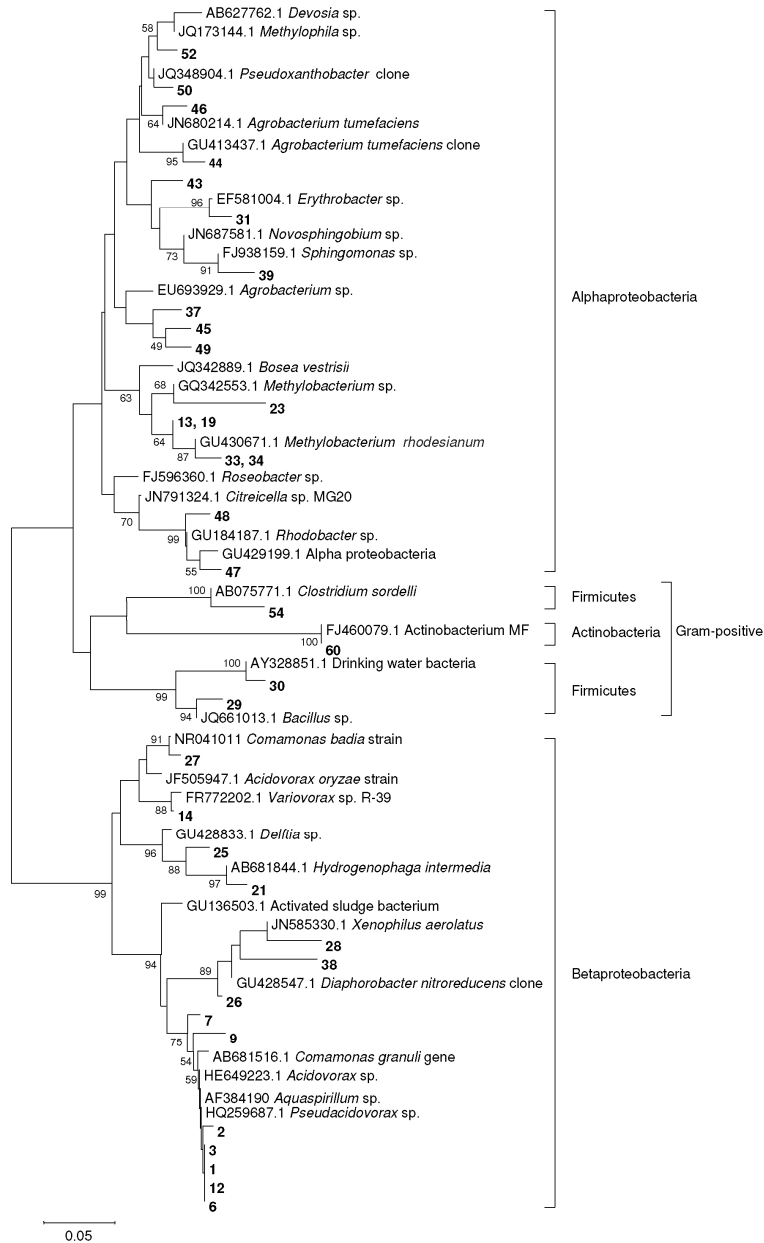 AB627762.1 Devosia sp.
58
JQ173144.1 Methylophila sp.
52
JQ348904.1 Pseudoxanthobacter clone
50
46
64
JN680214.1 Agrobacterium tumefaciens
GU413437.1 Agrobacterium tumefaciens clone
95
44
43
96
EF581004.1 Erythrobacter sp.
31
JN687581.1 Novosphingobium sp.
73
FJ938159.1 Sphingomonas sp.
91
39
EU693929.1 Agrobacterium sp.
Alphaproteobacteria
37
45
49
49
JQ342889.1 Bosea vestrisii
63
68
GQ342553.1 Methylobacterium sp.
23
13, 19
64
GU430671.1 Methylobacterium rhodesianum
87
33, 34
FJ596360.1 Roseobacter sp.
JN791324.1 Citreicella sp. MG20
70
48
99
GU184187.1 Rhodobacter sp.
GU429199.1 Alpha proteobacteria
55
47
100
AB075771.1 Clostridium sordelli
Firmicutes
54
FJ460079.1 Actinobacterium MF
Actinobacteria
Gram-positive
100
60
100
AY328851.1 Drinking water bacteria
30
Firmicutes
99
29
94
JQ661013.1 Bacillus sp.
91
NR041011 Comamonas badia strain
27
JF505947.1 Acidovorax oryzae strain
FR772202.1 Variovorax sp. R-39
88
14
GU428833.1 Delftia sp.
96
25
88
AB681844.1 Hydrogenophaga intermedia
97
21
99
GU136503.1 Activated sludge bacterium
JN585330.1 Xenophilus aerolatus
28
94
38
89
Betaproteobacteria
GU428547.1 Diaphorobacter nitroreducens clone
26
7
75
9
54
AB681516.1 Comamonas granuli gene
59
HE649223.1 Acidovorax sp.
AF384190 Aquaspirillum sp.
HQ259687.1 Pseudacidovorax sp.
2
3
1
12
6
0.05